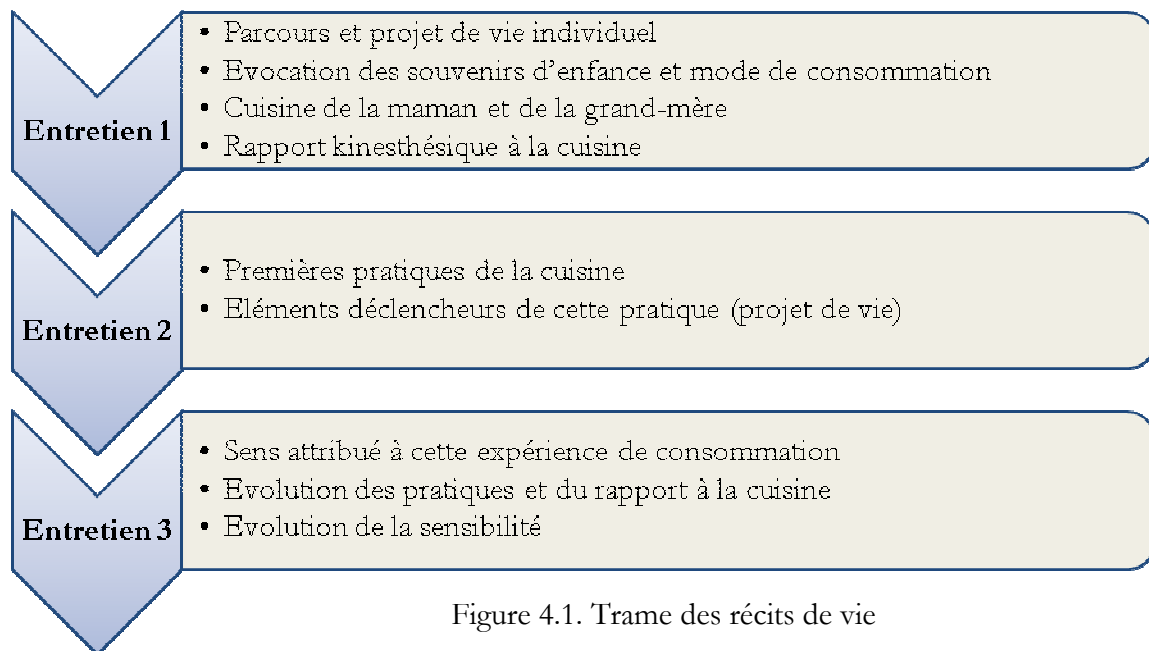 Entretien 1
• Parcours et projet de vie individuel
• Evocation des souvenirs d’enfance et mode de consommation
• Cuisine de la maman et de la grand-mère
• Rapport kinesthésique à la cuisine
Entretien 2
• Premières pratiques de la cuisine
• Eléments déclencheurs de cette pratique (projet de vie)
Entretien 3
• Sens attribué à cette expérience de consommation
• Evolution des pratiques et du rapport à la cuisine
• Evolution de la sensibilité
Figure 4.1. Trame des récits de vie